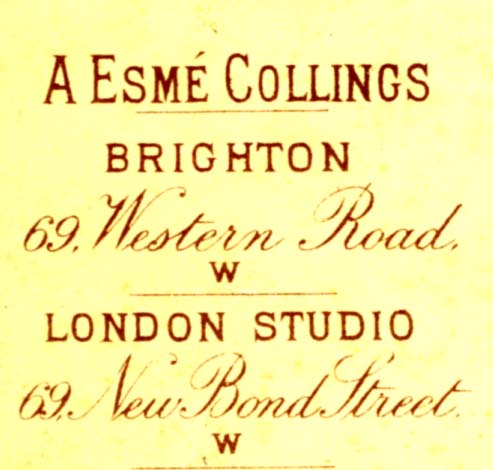 A ESMÉ COLLINGS
BRIGHTON
69, Western Road.
W
LONDON STUDIO
69, New Bond Street.
W